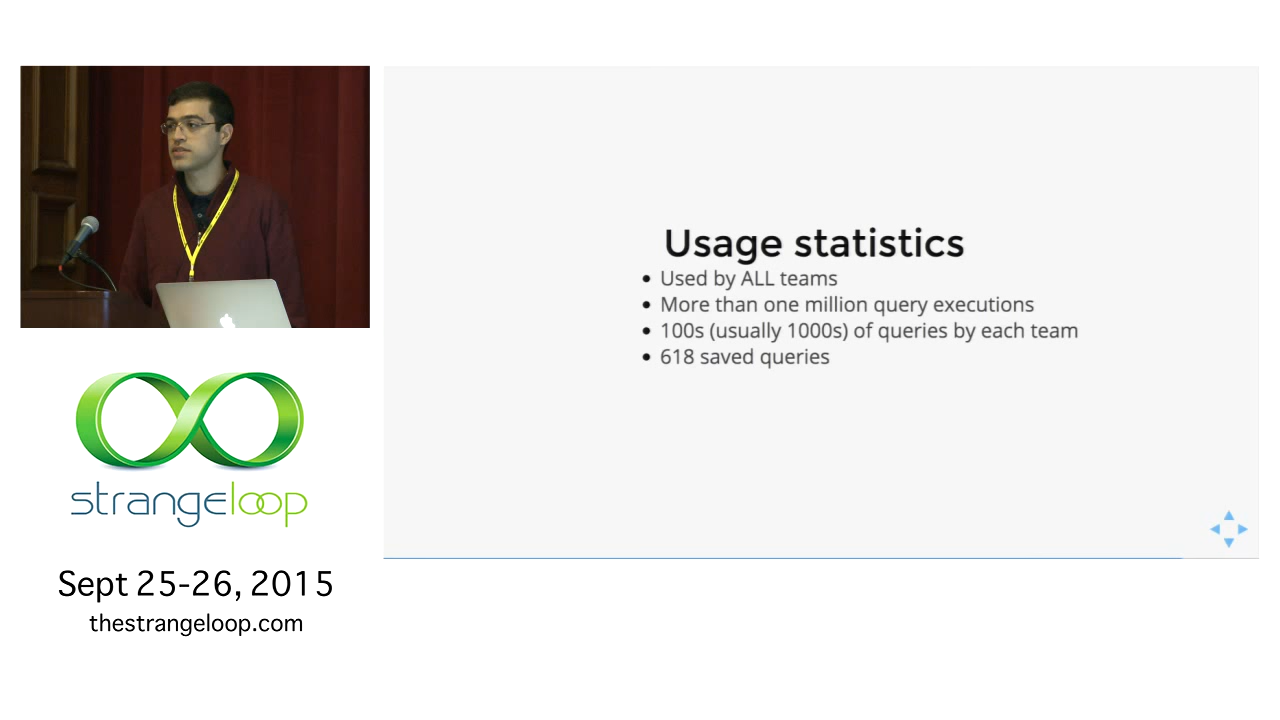 Usage statistics
Used by ALL teams
More than one million query executions
100s (usually 1000s) of queries by each team
618 saved queries
strangeloop
Sept 25-26, 2015
thestrangeloop.com